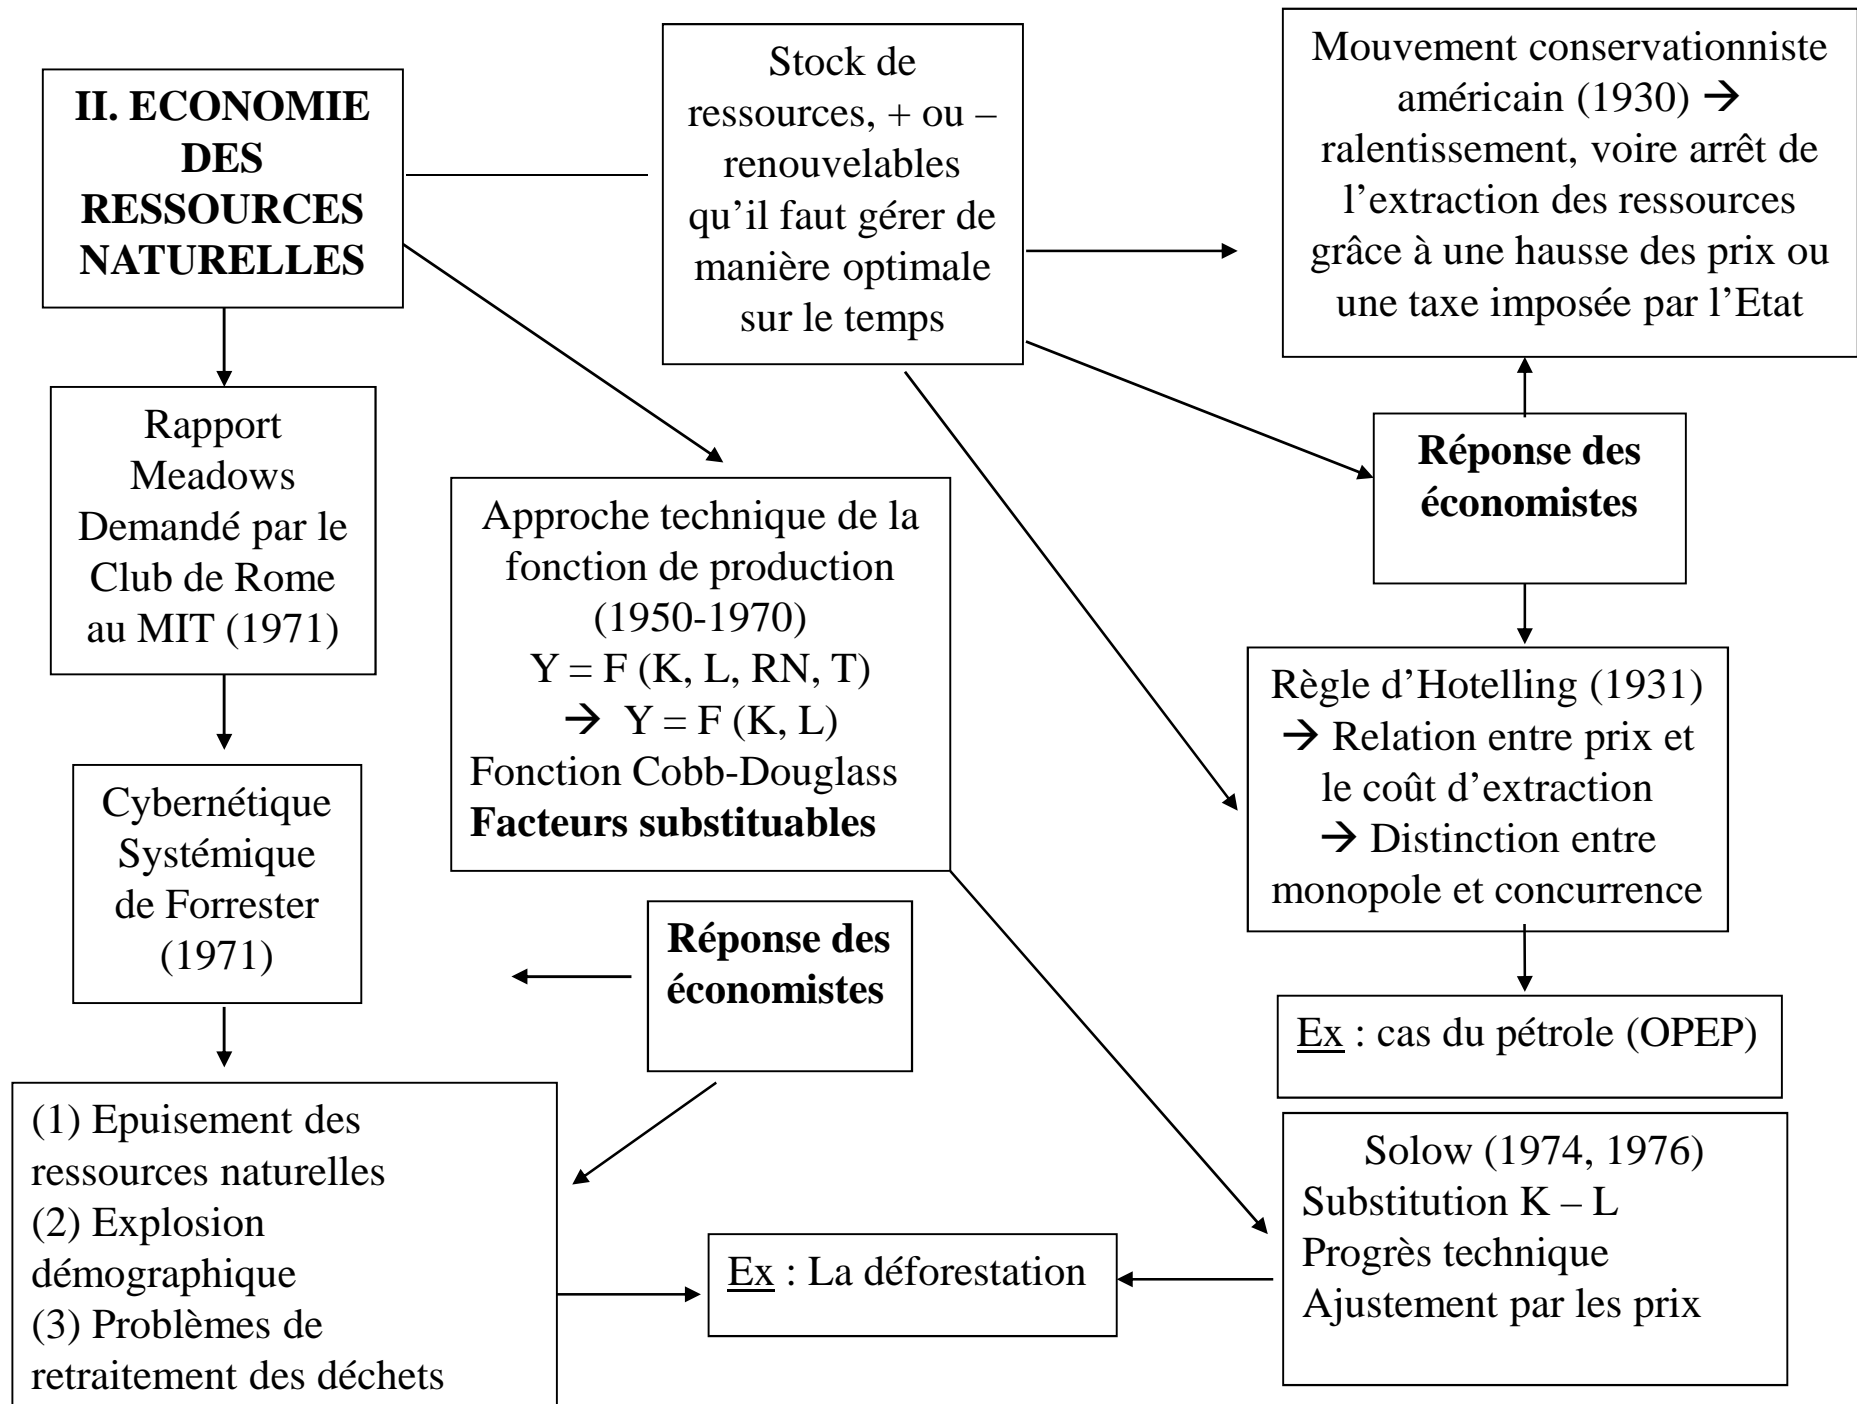 II. ECONOMIE
DES
RESSOURCES
NATURELLES
Stock de
ressources, + ou –
renouvelables
qu’il faut gérer de
manière optimale
sur le temps
Mouvement conservationniste
américain (1930) →
ralentissement, voire arrêt de
l’extraction des ressources
grâce à une hausse des prix ou
une taxe imposée par l’Etat
Rapport
Meadows
Demandé par le
Club de Rome
au MIT (1971)
Approche technique de la
fonction de production
(1950-1970)
Y = F (K, L, RN, T)
→ Y = F (K, L)
Fonction Cobb-Douglass
Facteurs substituables
Réponse des
économistes
Règle d’Hotelling (1931)
→ Relation entre prix et
le coût d’extraction
→ Distinction entre
monopole et concurrence
Cybernétique
Systémique
de Forrester
(1971)
Réponse des
économistes
Ex : cas du pétrole (OPEP)
(1) Epuisement des
ressources naturelles
(2) Explosion
démographique
(3) Problèmes de
retraitement des déchets
Ex : La déforestation
Solow (1974, 1976)
Substitution K – L
Progrès technique
Ajustement par les prix